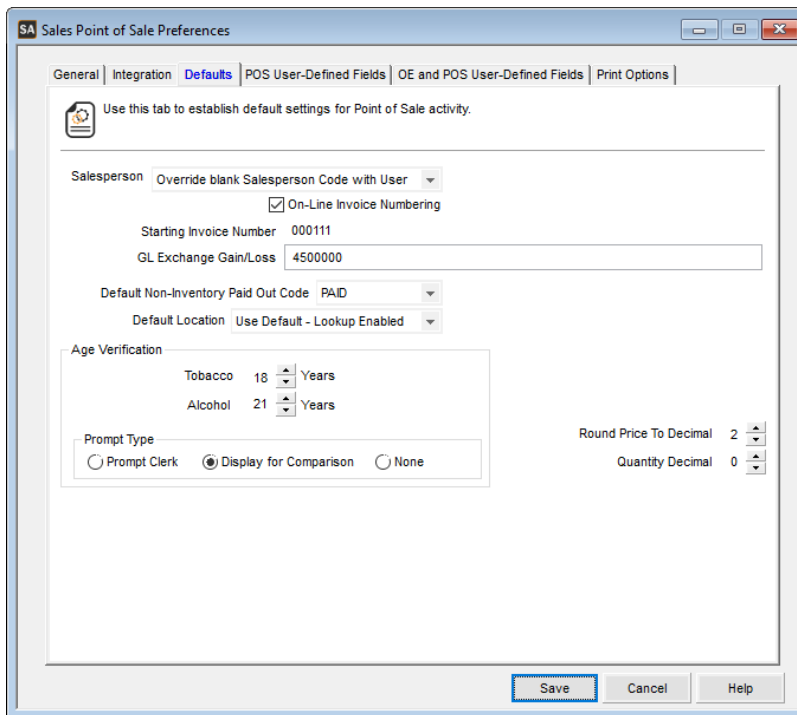 SA Sales Point of Sale Preferences
General Integration Defaults POS User-Defined Fields OE and POS User-Defined Fields Print Options
Use this tab to establish default settings for Point of Sale activity.
Salesperson Override blank Salesperson Code with User
On-Line Invoice Numbering
Starting Invoice Number 000111
GL Exchange Gain/Loss 4500000
Default Non-Inventory Paid Out Code PAID
Default Location Use Default - Lookup Enabled
Age Verification
Tobacco 18 Years
Alcohol 21 Years
Prompt Type
Prompt Clerk Display for Comparison None
Round Price To Decimal 2
Quantity Decimal 0
Save Cancel Help